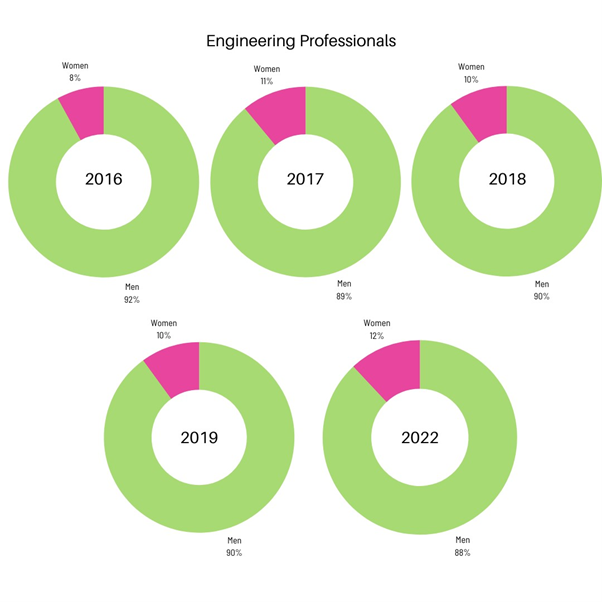 Engineering Professionals
Women
8%
2016
Men
92%
Women
11%
2017
Men
89%
Women
10%
2018
Men
90%
Women
10%
2019
Men
90%
Women
12%
2022
Men
88%